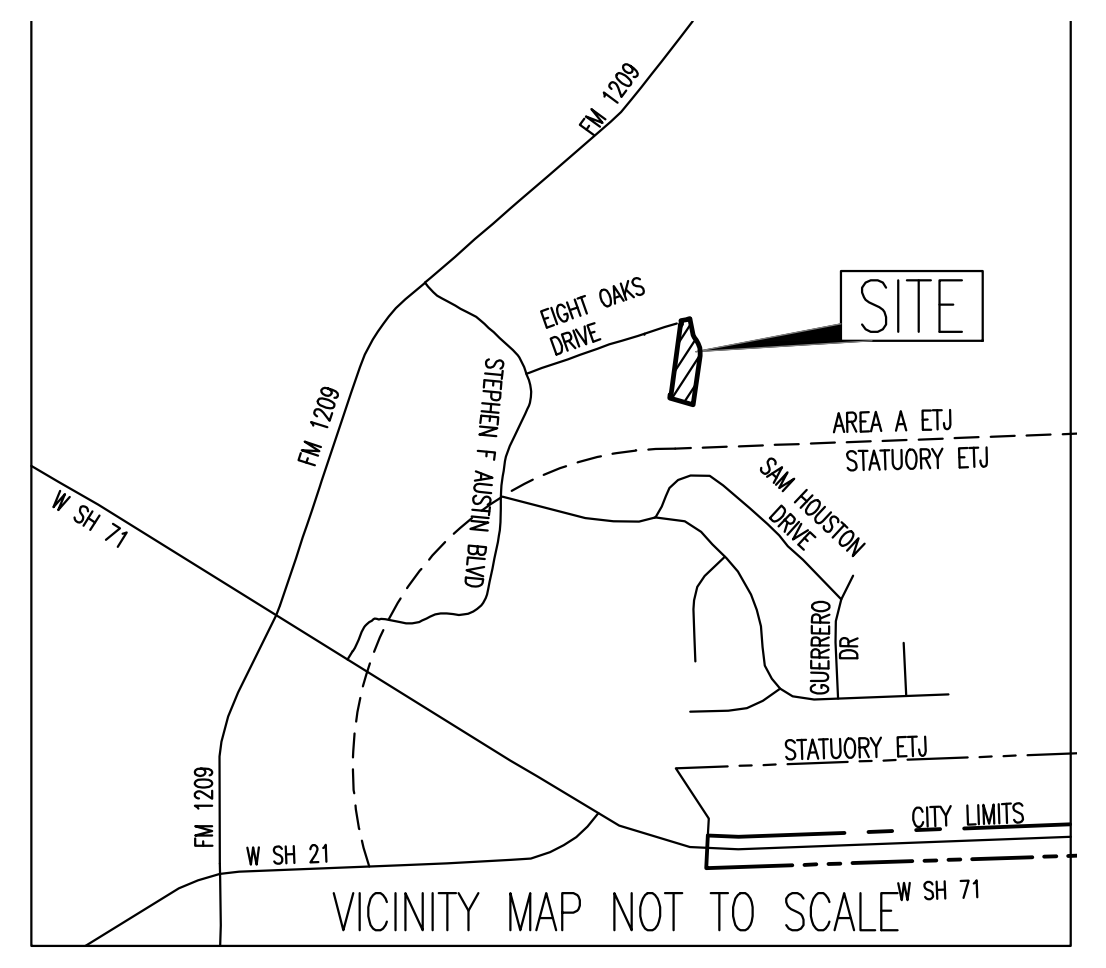 FM 1209
SITE
EIGHT OAKS
DRIVE
STEPHEN F AUSTIN BLVD
FM 1209
AREA A ETJ
STATUORY ETJ
SAM HOUSTON
DRIVE
W SH 71
GUERRERO
DR
STATUORY ETJ
FM 1209
CITY LIMITS
W SH 21
W SH 71
VICINITY MAP NOT TO SCALE